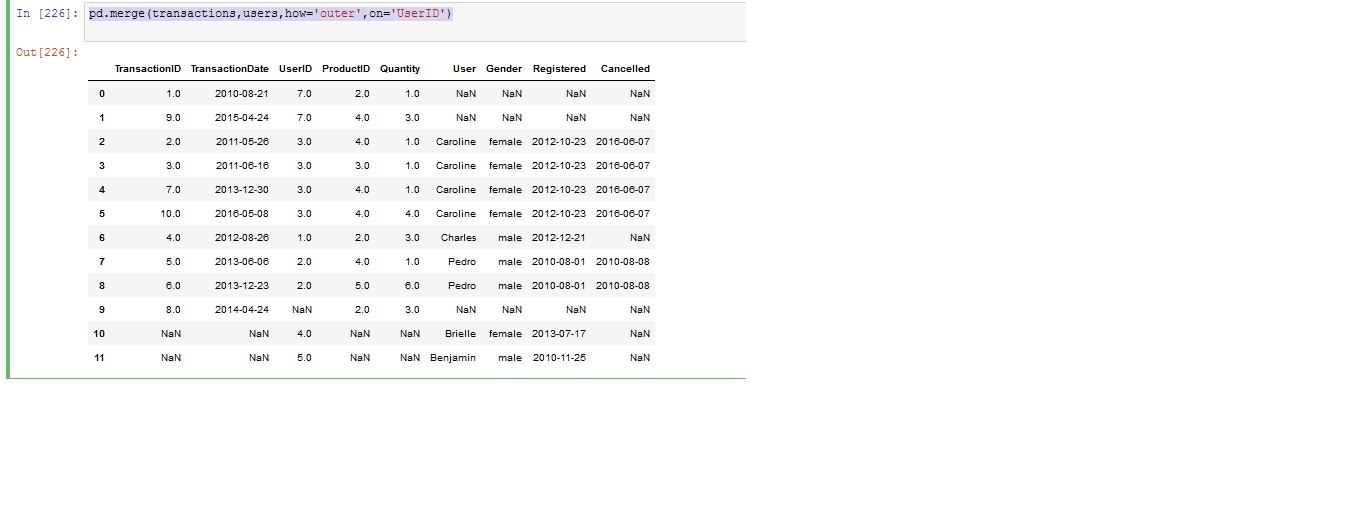 In [226]: pd.merge(transactions,users,how='outer',on='UserID')
Out[226]:
TransactionID TransactionDate UserID ProductID Quantity User Gender Registered Cancelled
0 1.0 2010-08-21 7.0 2.0 1.0 NaN NaN NaN NaN
1 9.0 2015-04-24 7.0 4.0 3.0 NaN NaN NaN NaN
2 2.0 2011-05-26 3.0 4.0 1.0 Caroline female 2012-10-23 2016-06-07
3 3.0 2011-06-16 3.0 3.0 1.0 Caroline female 2012-10-23 2016-06-07
4 7.0 2013-12-30 3.0 4.0 1.0 Caroline female 2012-10-23 2016-06-07
5 10.0 2016-05-08 3.0 4.0 4.0 Caroline female 2012-10-23 2016-06-07
6 4.0 2012-08-26 1.0 2.0 3.0 Charles male 2012-12-21 NaN
7 5.0 2013-06-06 2.0 4.0 1.0 Pedro male 2010-08-01 2010-08-08
8 6.0 2013-12-23 2.0 5.0 6.0 Pedro male 2010-08-01 2010-08-08
9 8.0 2014-04-24 NaN 2.0 3.0 NaN NaN NaN NaN
10 NaN NaN 4.0 NaN NaN Brielle female 2013-07-17 NaN
11 NaN NaN 5.0 NaN NaN Benjamin male 2010-11-25 NaN